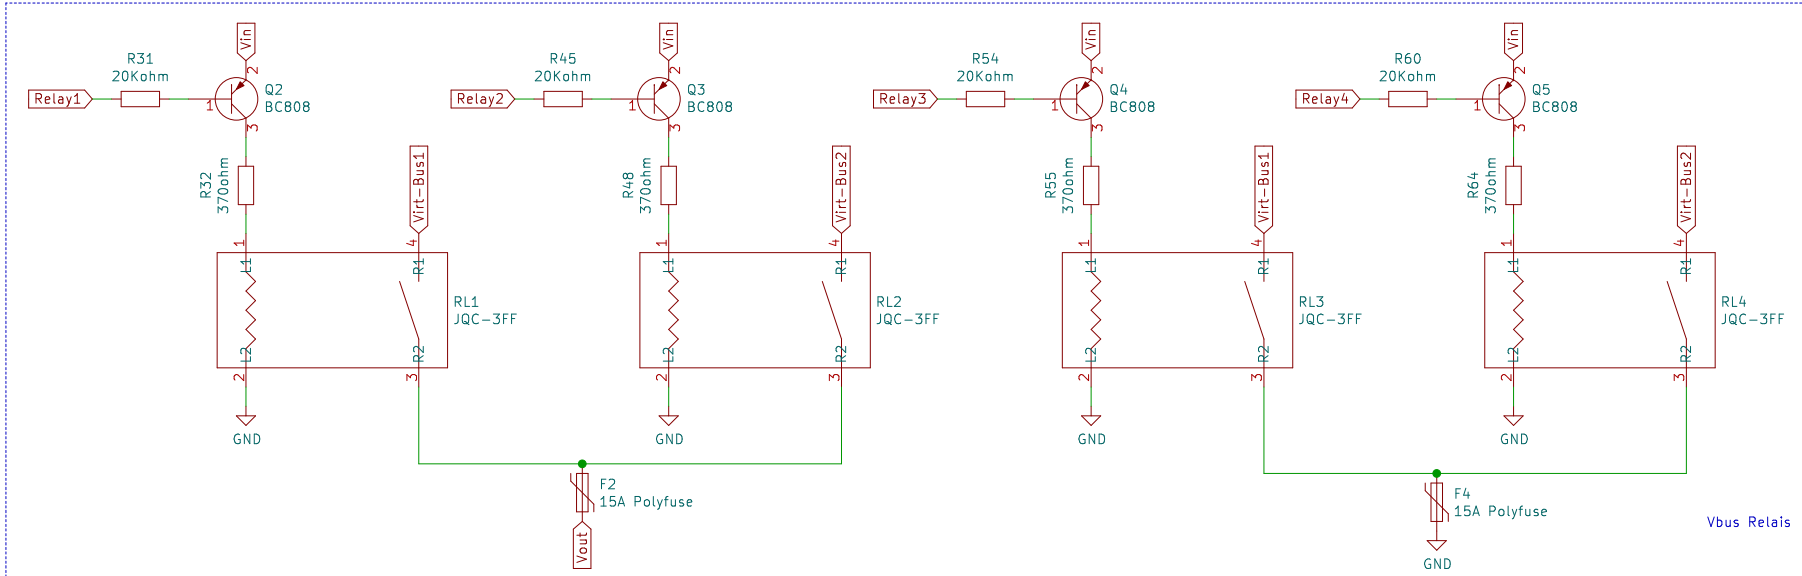 Vin
Vin
Vin
Vin
R31
20Kohm
R45
20Kohm
R54
20Kohm
R60
20Kohm
Relay1
1
2
3
Q2
BC808
Relay2
1
2
3
Q3
BC808
Relay3
1
2
3
Q4
BC808
Relay4
1
2
3
Q5
BC808
R32
370ohm
Virt-Bus1
R48
370ohm
Virt-Bus2
R55
370ohm
Virt-Bus1
R64
370ohm
Virt-Bus2
1
4
L1
R1
RL1
JQC-3FF
L2
R2
2
3
GND
1
4
L1
R1
RL2
JQC-3FF
L2
R2
2
3
GND
1
4
L1
R1
RL3
JQC-3FF
L2
R2
2
3
GND
1
4
L1
R1
RL4
JQC-3FF
L2
R2
2
3
GND
F2
15A Polyfuse
Vout
F4
15A Polyfuse
GND
Vbus Relais